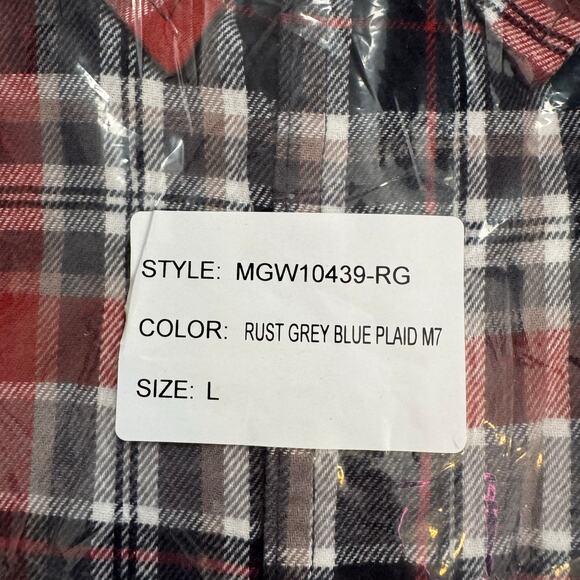 STYLE: MGW10439-RG
COLOR: RUST GREY BLUE PLAID M7
SIZE: L